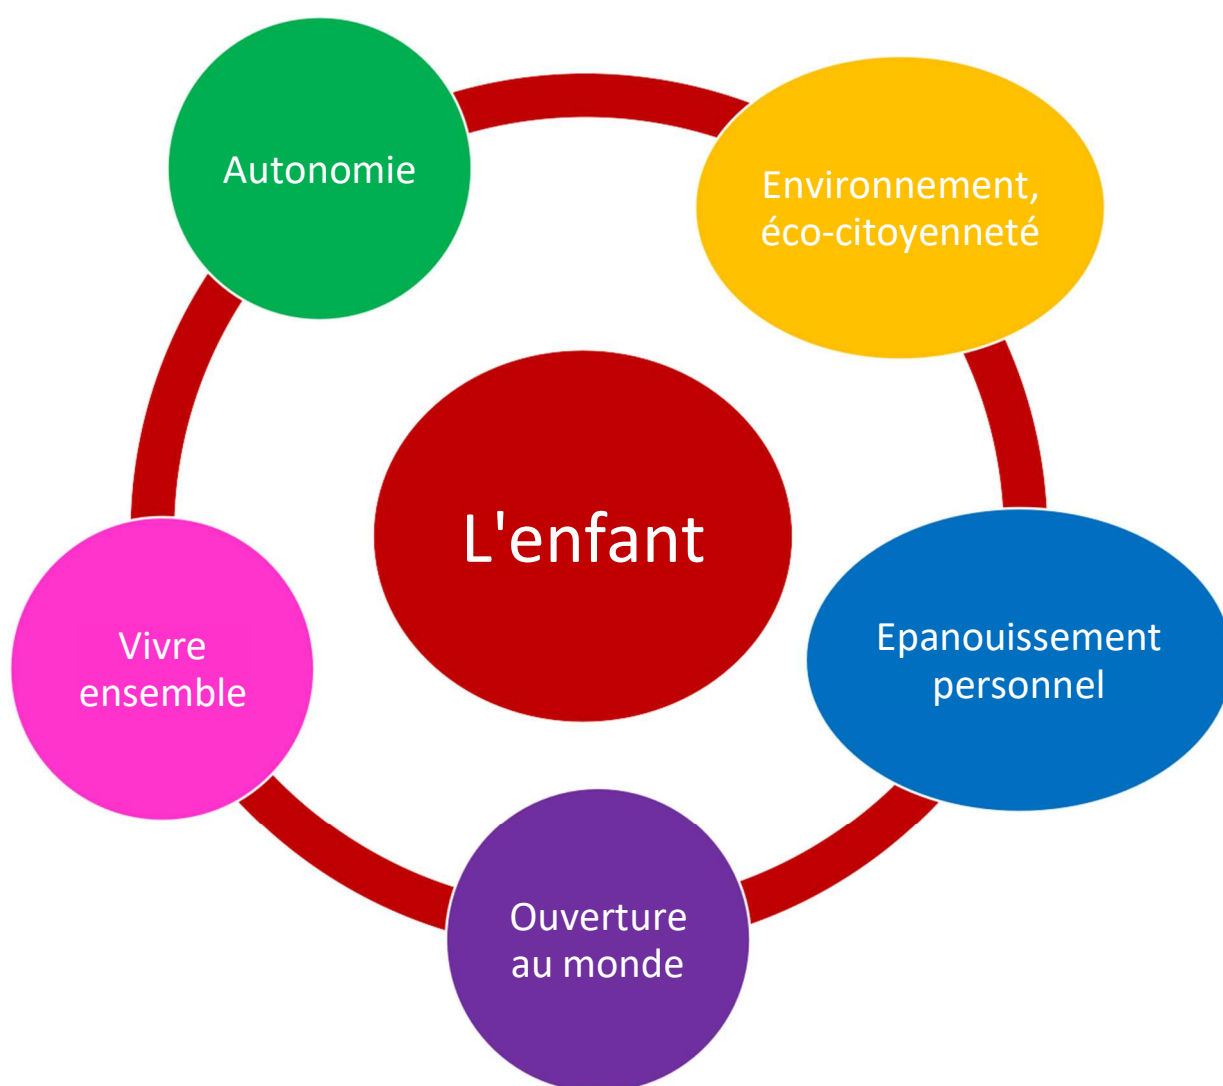 Autonomie
Environnement,
éco-citoyenneté
L'enfant
Vivre
ensemble
Epanouissement
personnel
Ouverture
au monde